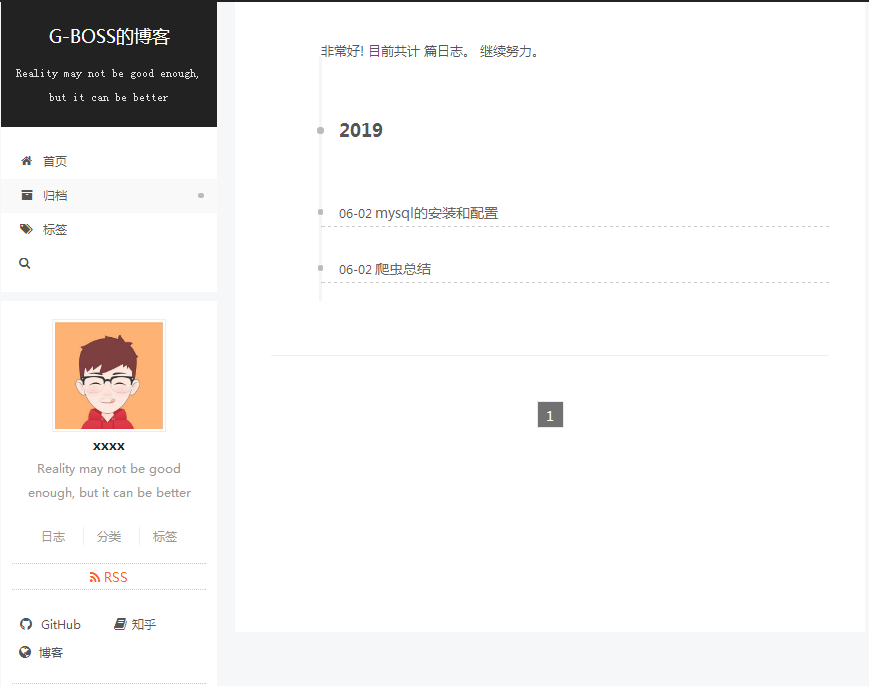 G-BOSS的博客
Reality may not be good enough,
but it can be better
首页
归档
标签
xxxx
Reality may not be good
enough, but it can be better
日志 分类 标签
RSS
GitHub 知乎
博客
非常好! 目前共计 篇日志。 继续努力。
2019
06-02 mysql的安装和配置
06-02 爬虫总结
1